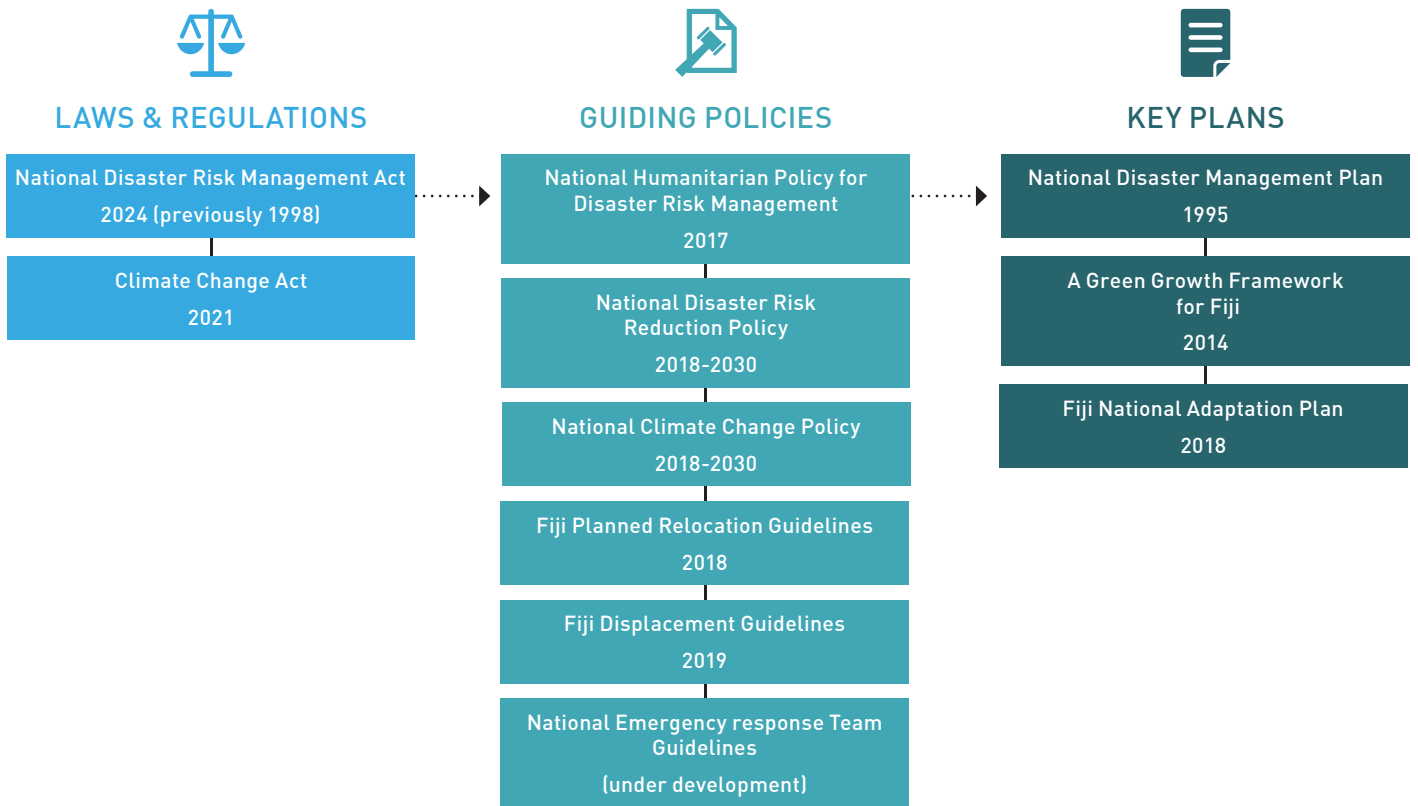 LAWS & REGULATIONS
National Disaster Risk Management Act
2024 (previously 1998)
Climate Change Act
2021
GUIDING POLICIES
National Humanitarian Policy for
Disaster Risk Management
2017
National Disaster Risk
Reduction Policy
2018-2030
National Climate Change Policy
2018-2030
Fiji Planned Relocation Guidelines
2018
Fiji Displacement Guidelines
2019
National Emergency response Team
Guidelines
(under development)
KEY PLANS
National Disaster Management Plan
1995
A Green Growth Framework
for Fiji
2014
Fiji National Adaptation Plan
2018